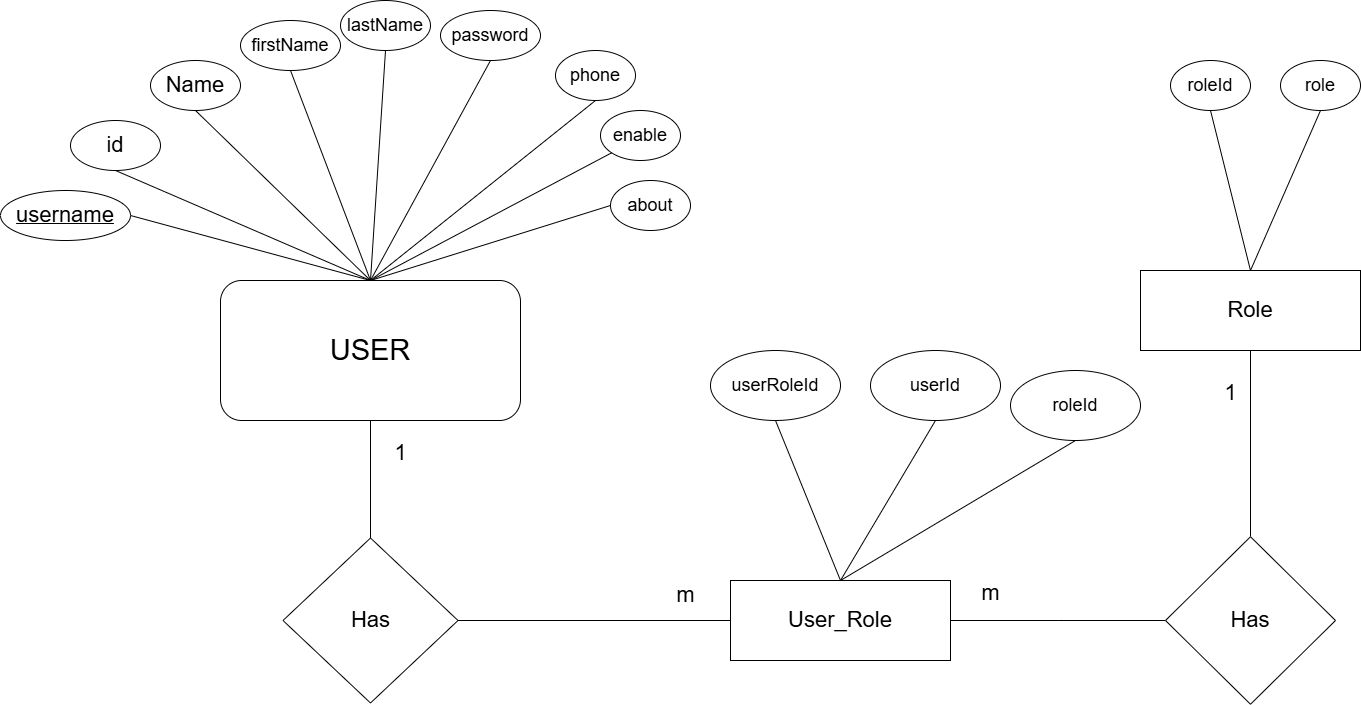 lastName
firstName
password
Name
phone
enable
id
about
username
roleId
role
USER
Role
userRoleId
userId
roleId
1
1
m
m
Has
User_Role
Has